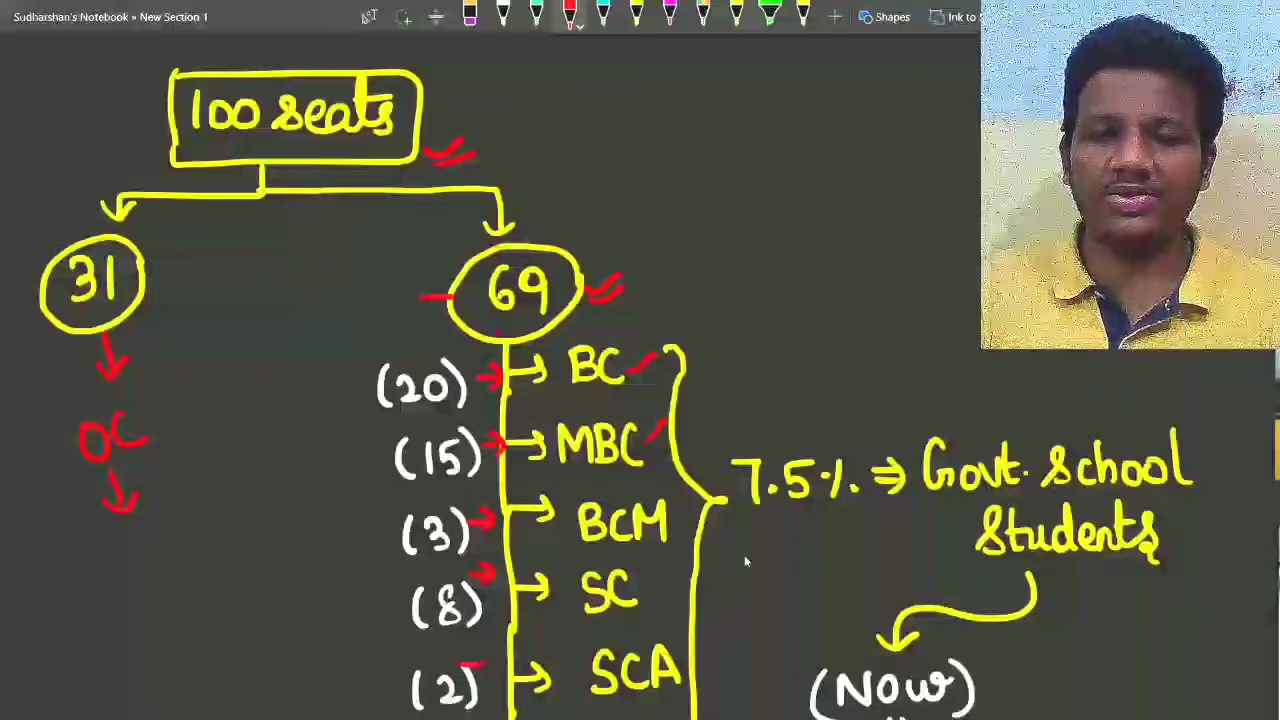 Sudharshan's Notebook » New Section 1
Shapes
Ink to
100 seats
31
69
OC
(20) BC
(15) MBC
(3) BCM
(8) SC
(2) SCA
7.5% ⇒ Govt. School
Students
(Now)